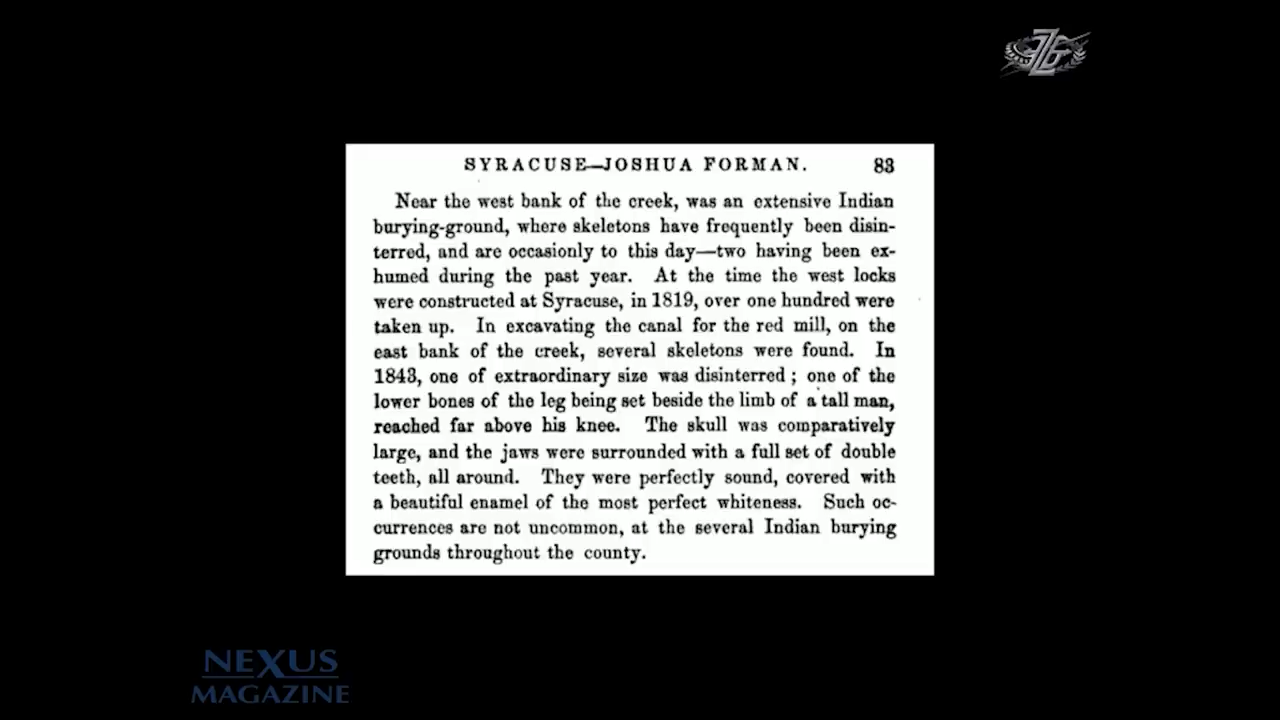 SYRACUSE—JOSHUA FORMAN. 83
Near the west bank of the creek, was an extensive Indian
burying-ground, where skeletons have frequently been disin-
terred, and are occasionly to this day—two having been ex-
humed during the past year. At the time the west locks
were constructed at Syracuse, in 1819, over one hundred were
taken up. In excavating the canal for the red mill, on the
east bank of the creek, several skeletons were found. In
1843, one of extraordinary size was disinterred; one of the
lower bones of the leg being set beside the limb of a tall man,
reached far above his knee. The skull was comparatively
large, and the jaws were surrounded with a full set of double
teeth, all around. They were perfectly sound, covered with
a beautiful enamel of the most perfect whiteness. Such oc-
currences are not uncommon, at the several Indian burying
grounds throughout the county.
NEXUS
MAGAZINE